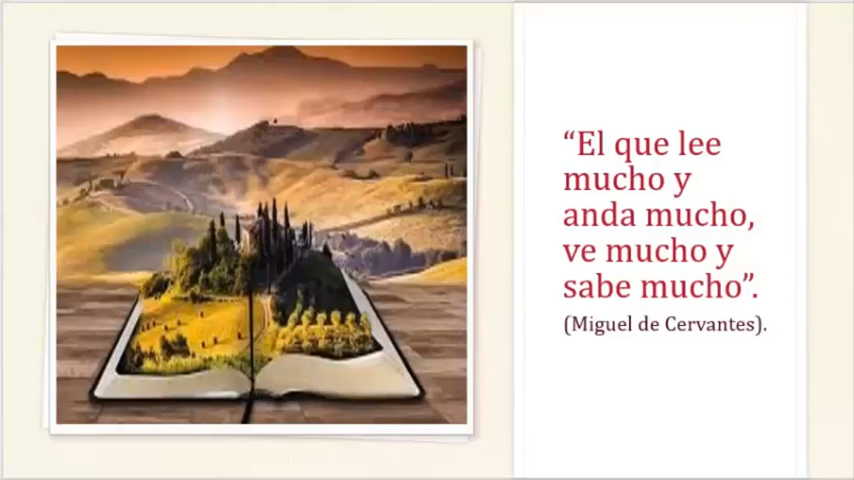 “El que lee
mucho y
anda mucho,
ve mucho y
sabe mucho”.
(Miguel de Cervantes).